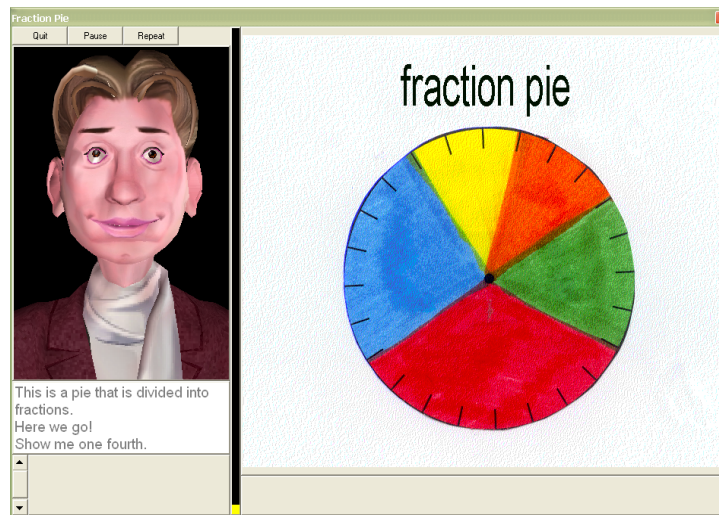 Fraction Pie
Quit Pause Repeat
fraction pie
This is a pie that is divided into
fractions.
Here we go!
Show me one fourth.